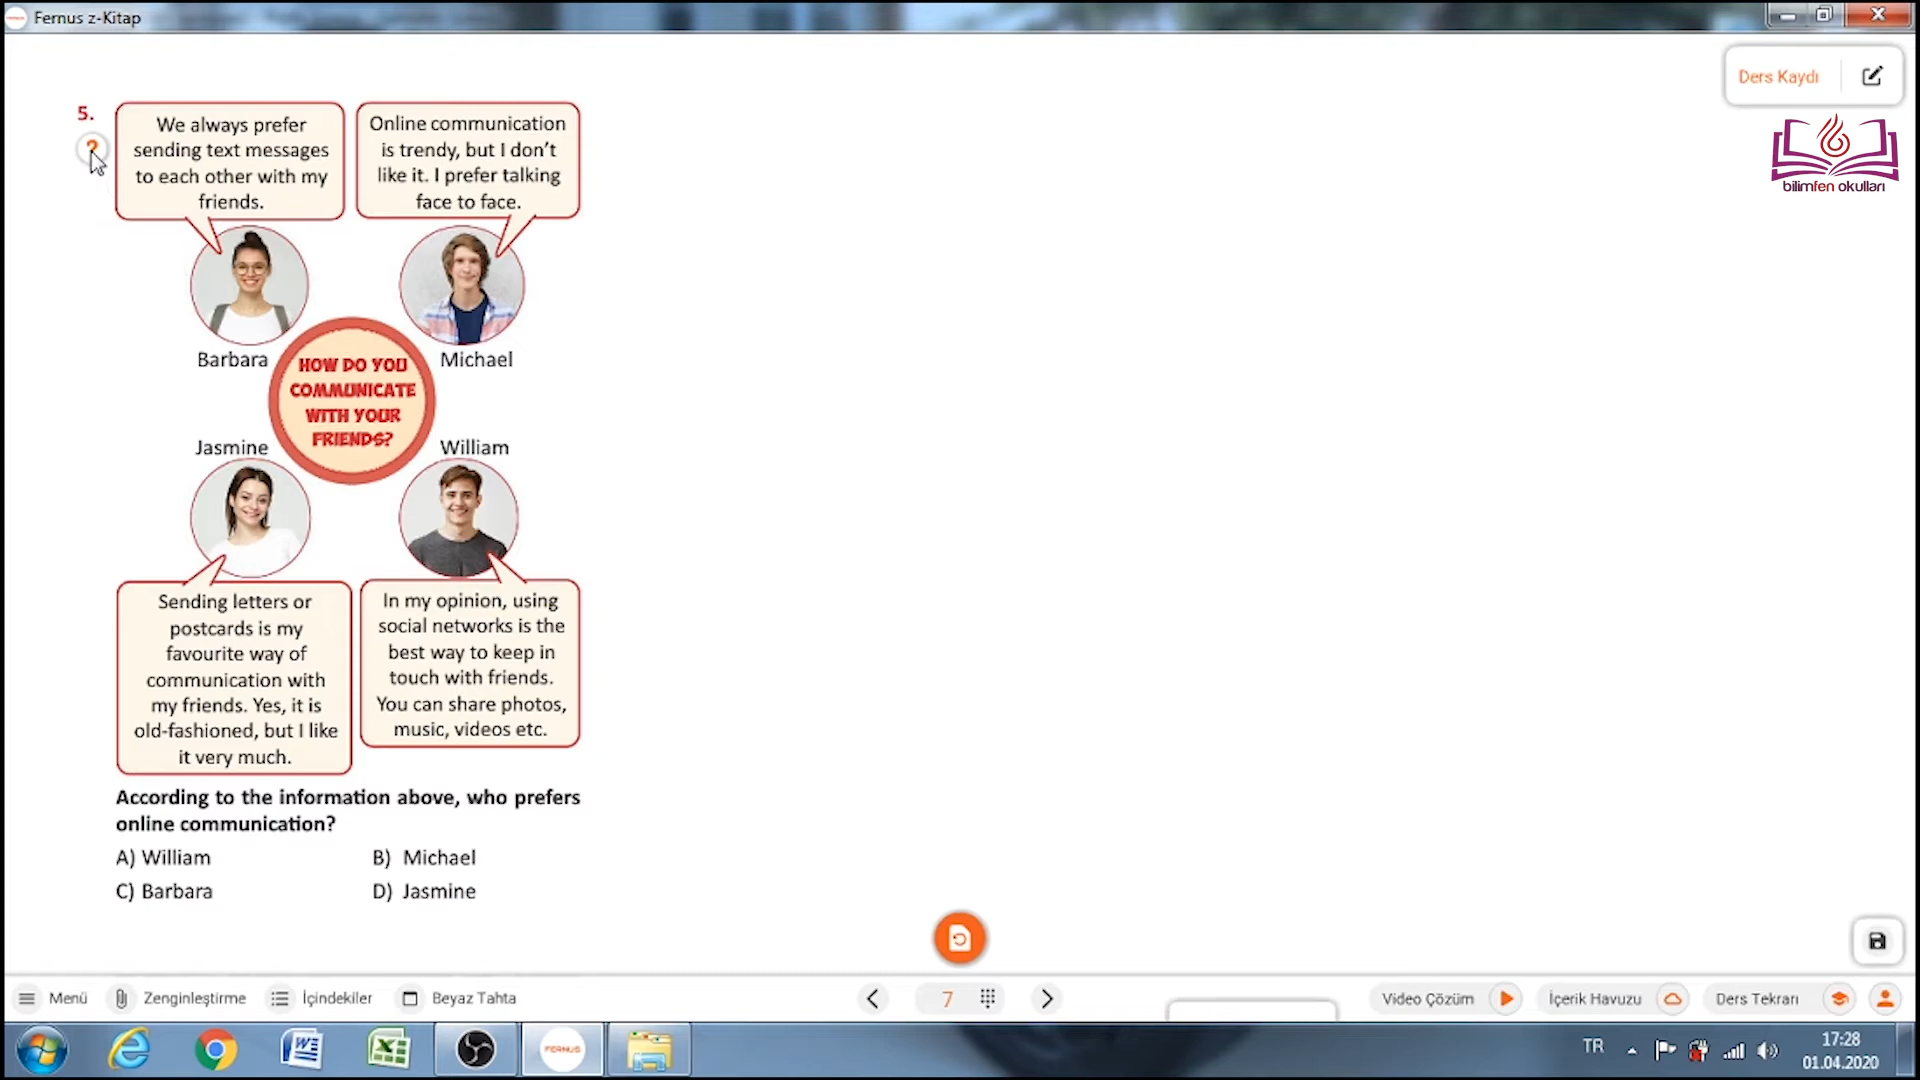 Fernus z-Kitap
Ders Kaydı
bilimfen okulları
5.
?
We always prefer
sending text messages
to each other with my
friends.
Online communication
is trendy, but I don't
like it. I prefer talking
face to face.
Barbara
Michael
HOW DO YOU
COMMUNICATE
WITH YOUR
FRIENDS?
Jasmine
William
Sending letters or
postcards is my
favourite way of
communication with
my friends. Yes, it is
old-fashioned, but I like
it very much.
In my opinion, using
social networks is the
best way to keep in
touch with friends.
You can share photos,
music, videos etc.
According to the information above, who prefers
online communication?
A) William
B) Michael
C) Barbara
D) Jasmine
Menü
Zenginleştirme
İçindekiler
Beyaz Tahta
7
Video Çözüm
İçerik Havuzu
Ders Tekrarı
FERNUS
TR
17:28
01.04.2020